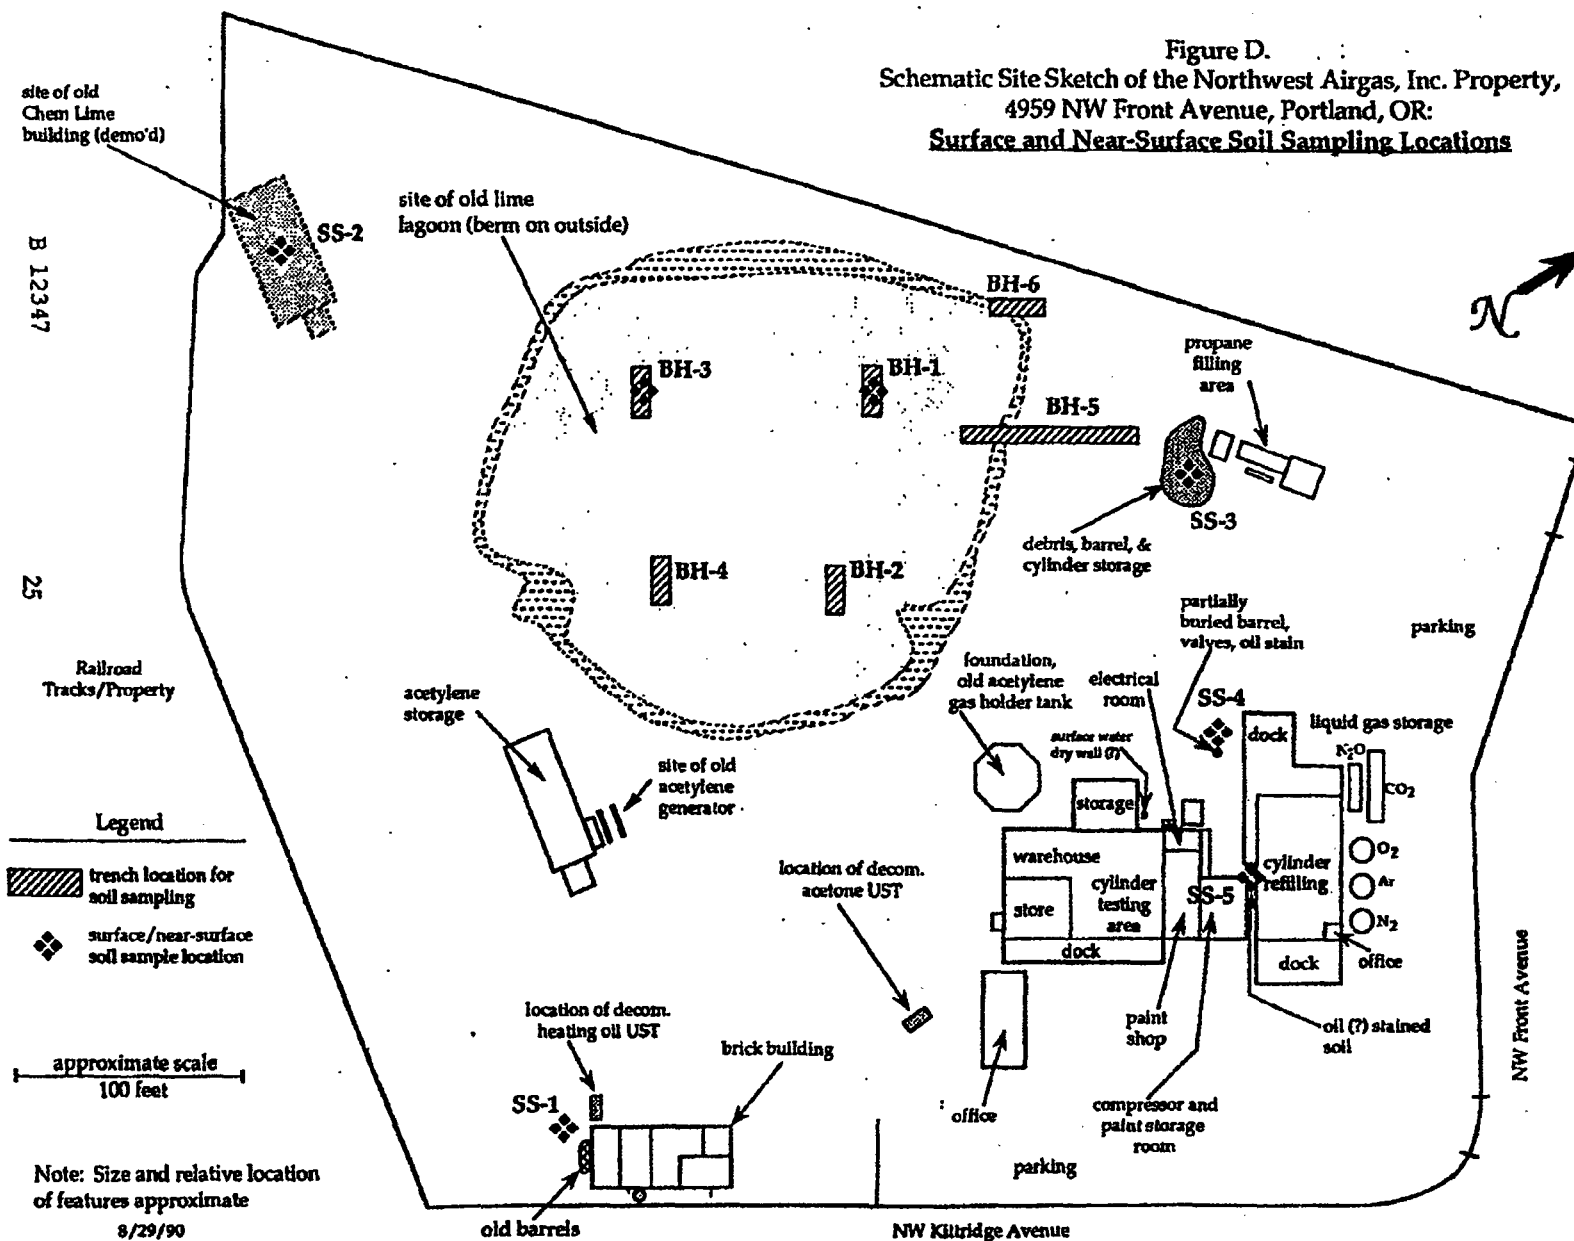 Figure D.
Schematic Site Sketch of the Northwest Airgas, Inc. Property,
4959 NW Front Avenue, Portland, OR:
Surface and Near-Surface Soil Sampling Locations
site of old
Chem Lime
building (demo'd)
SS-2
B 12347
25
site of old lime
lagoon (berm on outside)
BH-6
N
BH-3
BH-1
BH-5
propane
filling
area
SS-3
debris, barrel, &
cylinder storage
BH-4
BH-2
partially
buried barrel,
valves, oil stain
parking
Railroad
Tracks/Property
acetylene
storage
foundation,
old acetylene
gas holder tank
electrical
room
SS-4
surface water
dry wall (?)
dock
liquid gas storage
N2O
CO2
site of old
acetylene
generator
storage
warehouse
cylinder
testing
area
store
dock
SS-5
cylinder
refilling
O2
Ar
N2
office
dock
Legend
trench location for
soil sampling
surface/near-surface
soil sample location
approximate scale
100 feet
location of decom.
acetone UST
location of decom.
heating oil UST
brick building
SS-1
old barrels
office
paint
shop
compressor and
paint storage
room
oil (?) stained
soil
parking
NW Front Avenue
NW Kittridge Avenue
Note: Size and relative location
of features approximate
8/29/90